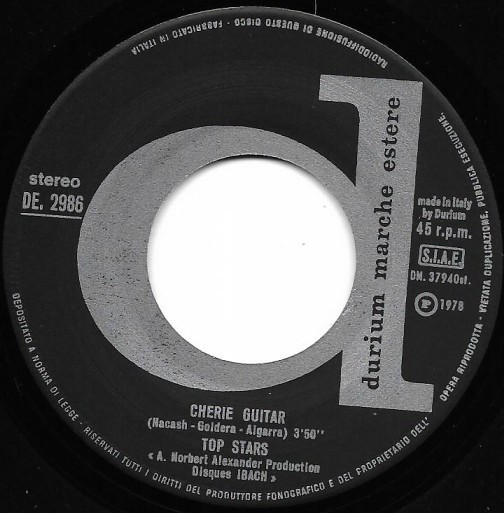 RADIODIFFUSIONE DI QUESTO DISCO - FABBRICATO IN ITALIA
stereo
DE. 2986
durium marche estere
made in Italy
by Durium
45 r.p.m.
S.I.A.E.
DN. 37940st.
Ⓟ 1978
CHERIE GUITAR
(Nacash - Goldera - Algarra) 3'50''
TOP STARS
« A. Norbert Alexander Production
Disques IBACH »
DEPOSITATO A NORMA DI LEGGE - RISERVATI TUTTI I DIRITTI DEL PRODUTTORE FONOGRAFICO E DEL PROPRIETARIO DELL' OPERA RIPRODOTTA - VIETATA DUPLICAZIONE, PUBBLICA ESECUZIONE,